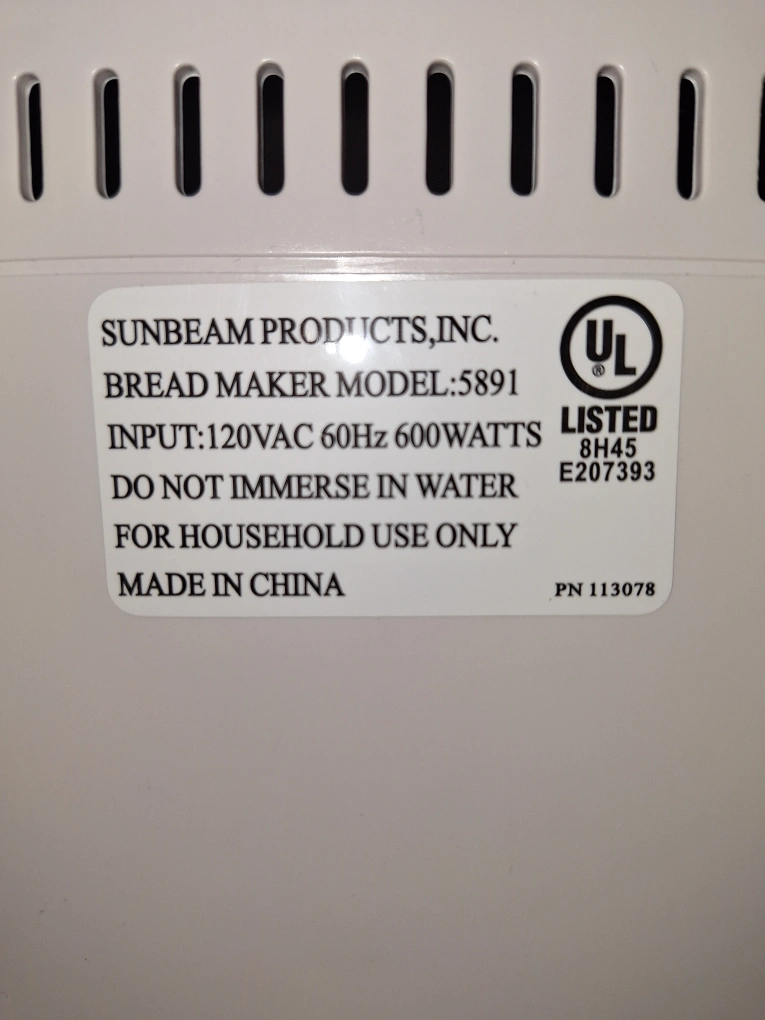 SUNBEAM PRODUCTS,INC.
BREAD MAKER MODEL:5891
INPUT:120VAC 60Hz 600WATTS
DO NOT IMMERSE IN WATER
FOR HOUSEHOLD USE ONLY
MADE IN CHINA
UL
®
LISTED
8H45
E207393
PN 113078